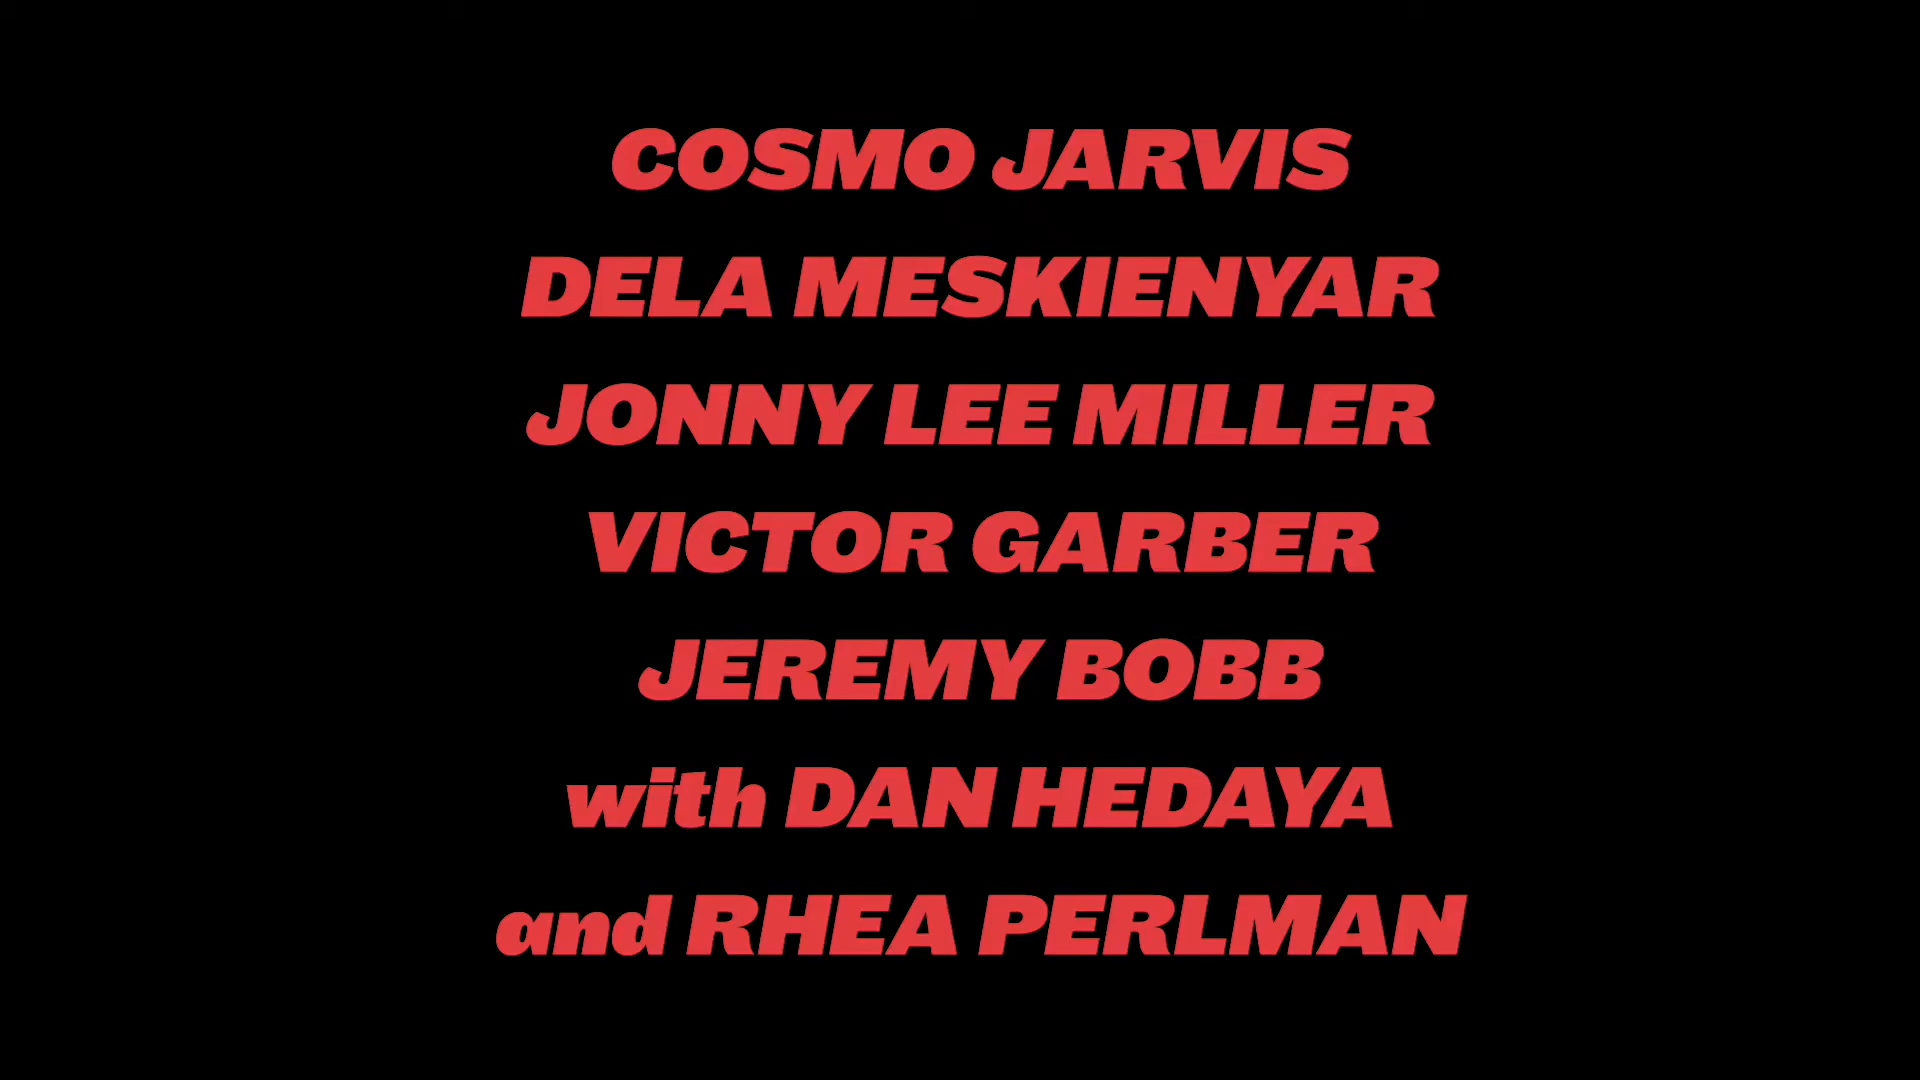 COSMO JARVIS
DELA MESKIENYAR
JONNY LEE MILLER
VICTOR GARBER
JEREMY BOBB
with DAN HEDAYA
and RHEA PERLMAN